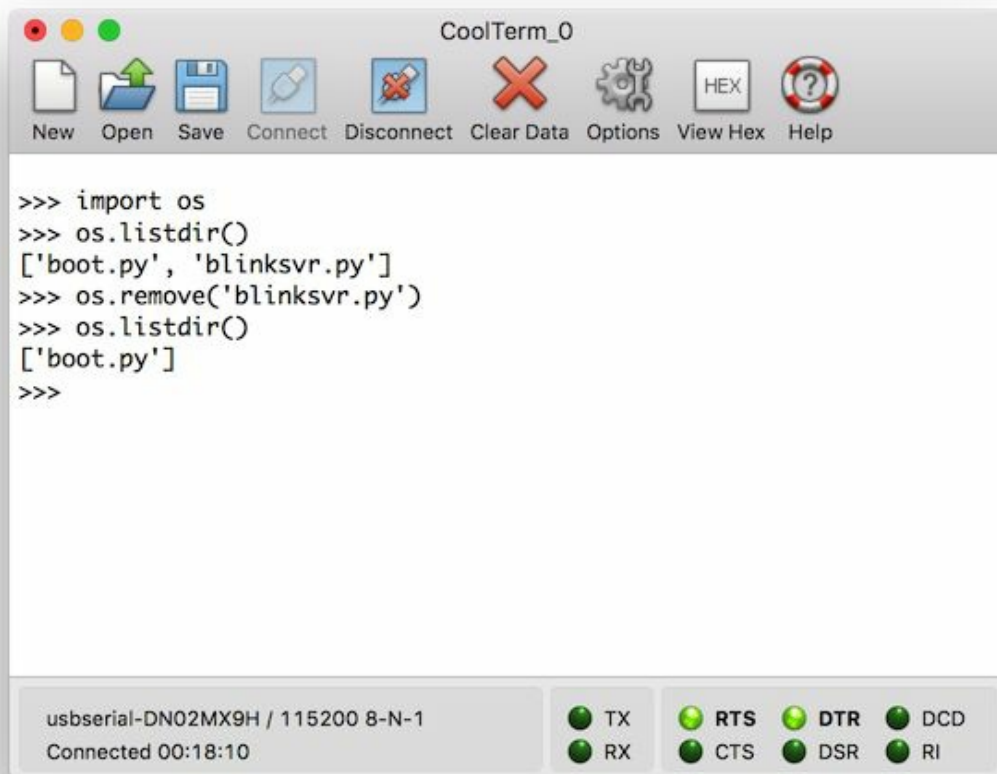 CoolTerm_0
New Open Save Connect Disconnect Clear Data Options View Hex Help
HEX
>>> import os
>>> os.listdir()
['boot.py', 'blinksvr.py']
>>> os.remove('blinksvr.py')
>>> os.listdir()
['boot.py']
>>>
usbserial-DN02MX9H / 115200 8-N-1
Connected 00:18:10
TX RTS DTR DCD
RX CTS DSR RI